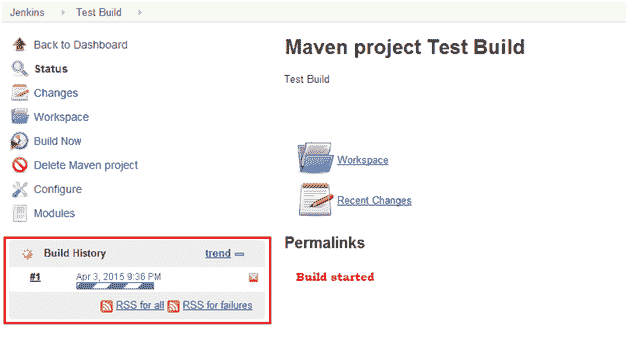 Jenkins Test Build
Back to Dashboard
Status
Changes
Workspace
Build Now
Delete Maven project
Configure
Modules
Build History trend
#1 Apr 3, 2015 9:36 PM
RSS for all RSS for failures
Maven project Test Build
Test Build
Workspace
Recent Changes
Permalinks
Build started